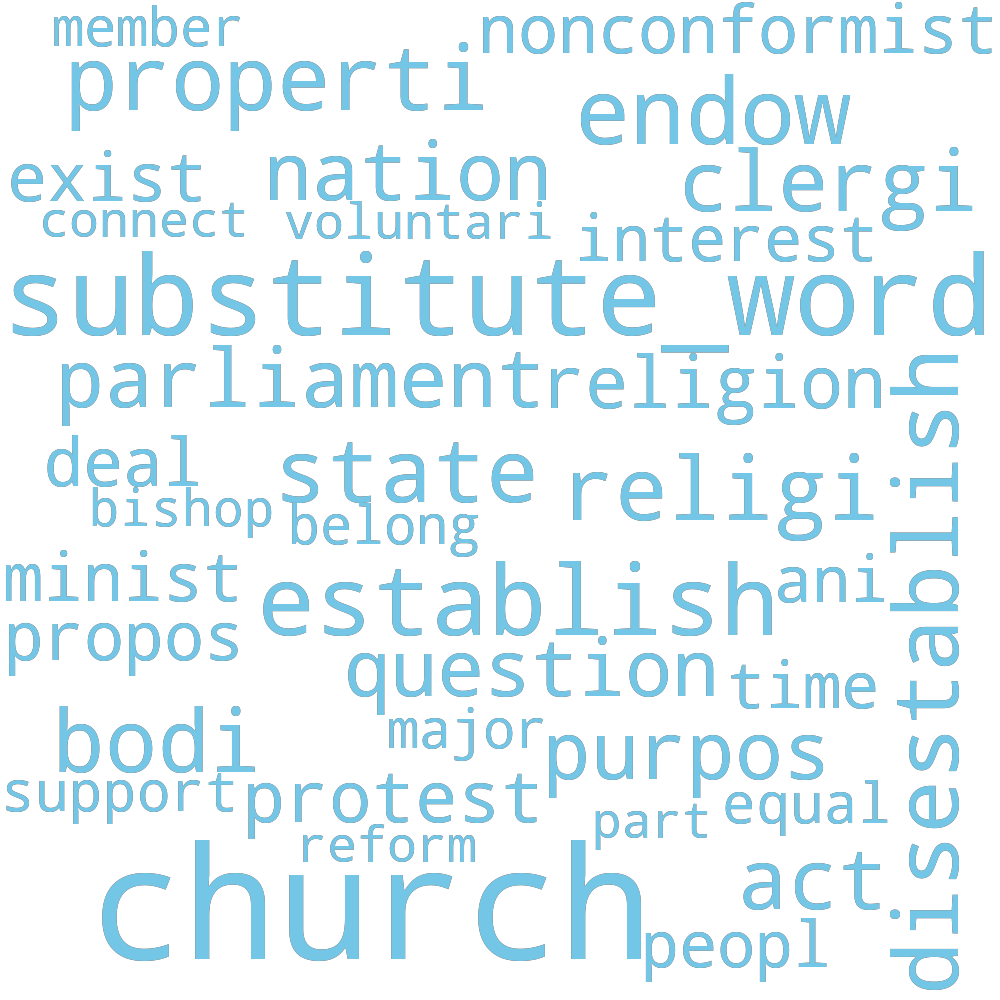 member nonconformist
properti
endow
exist nation clergi
connect voluntari interest
substitute_word
parliament religion
disestablish
deal state religi
bishop belong
minist establish ani
propos question time
bodi major purpos
support protest part equal
reform
church act
peopl